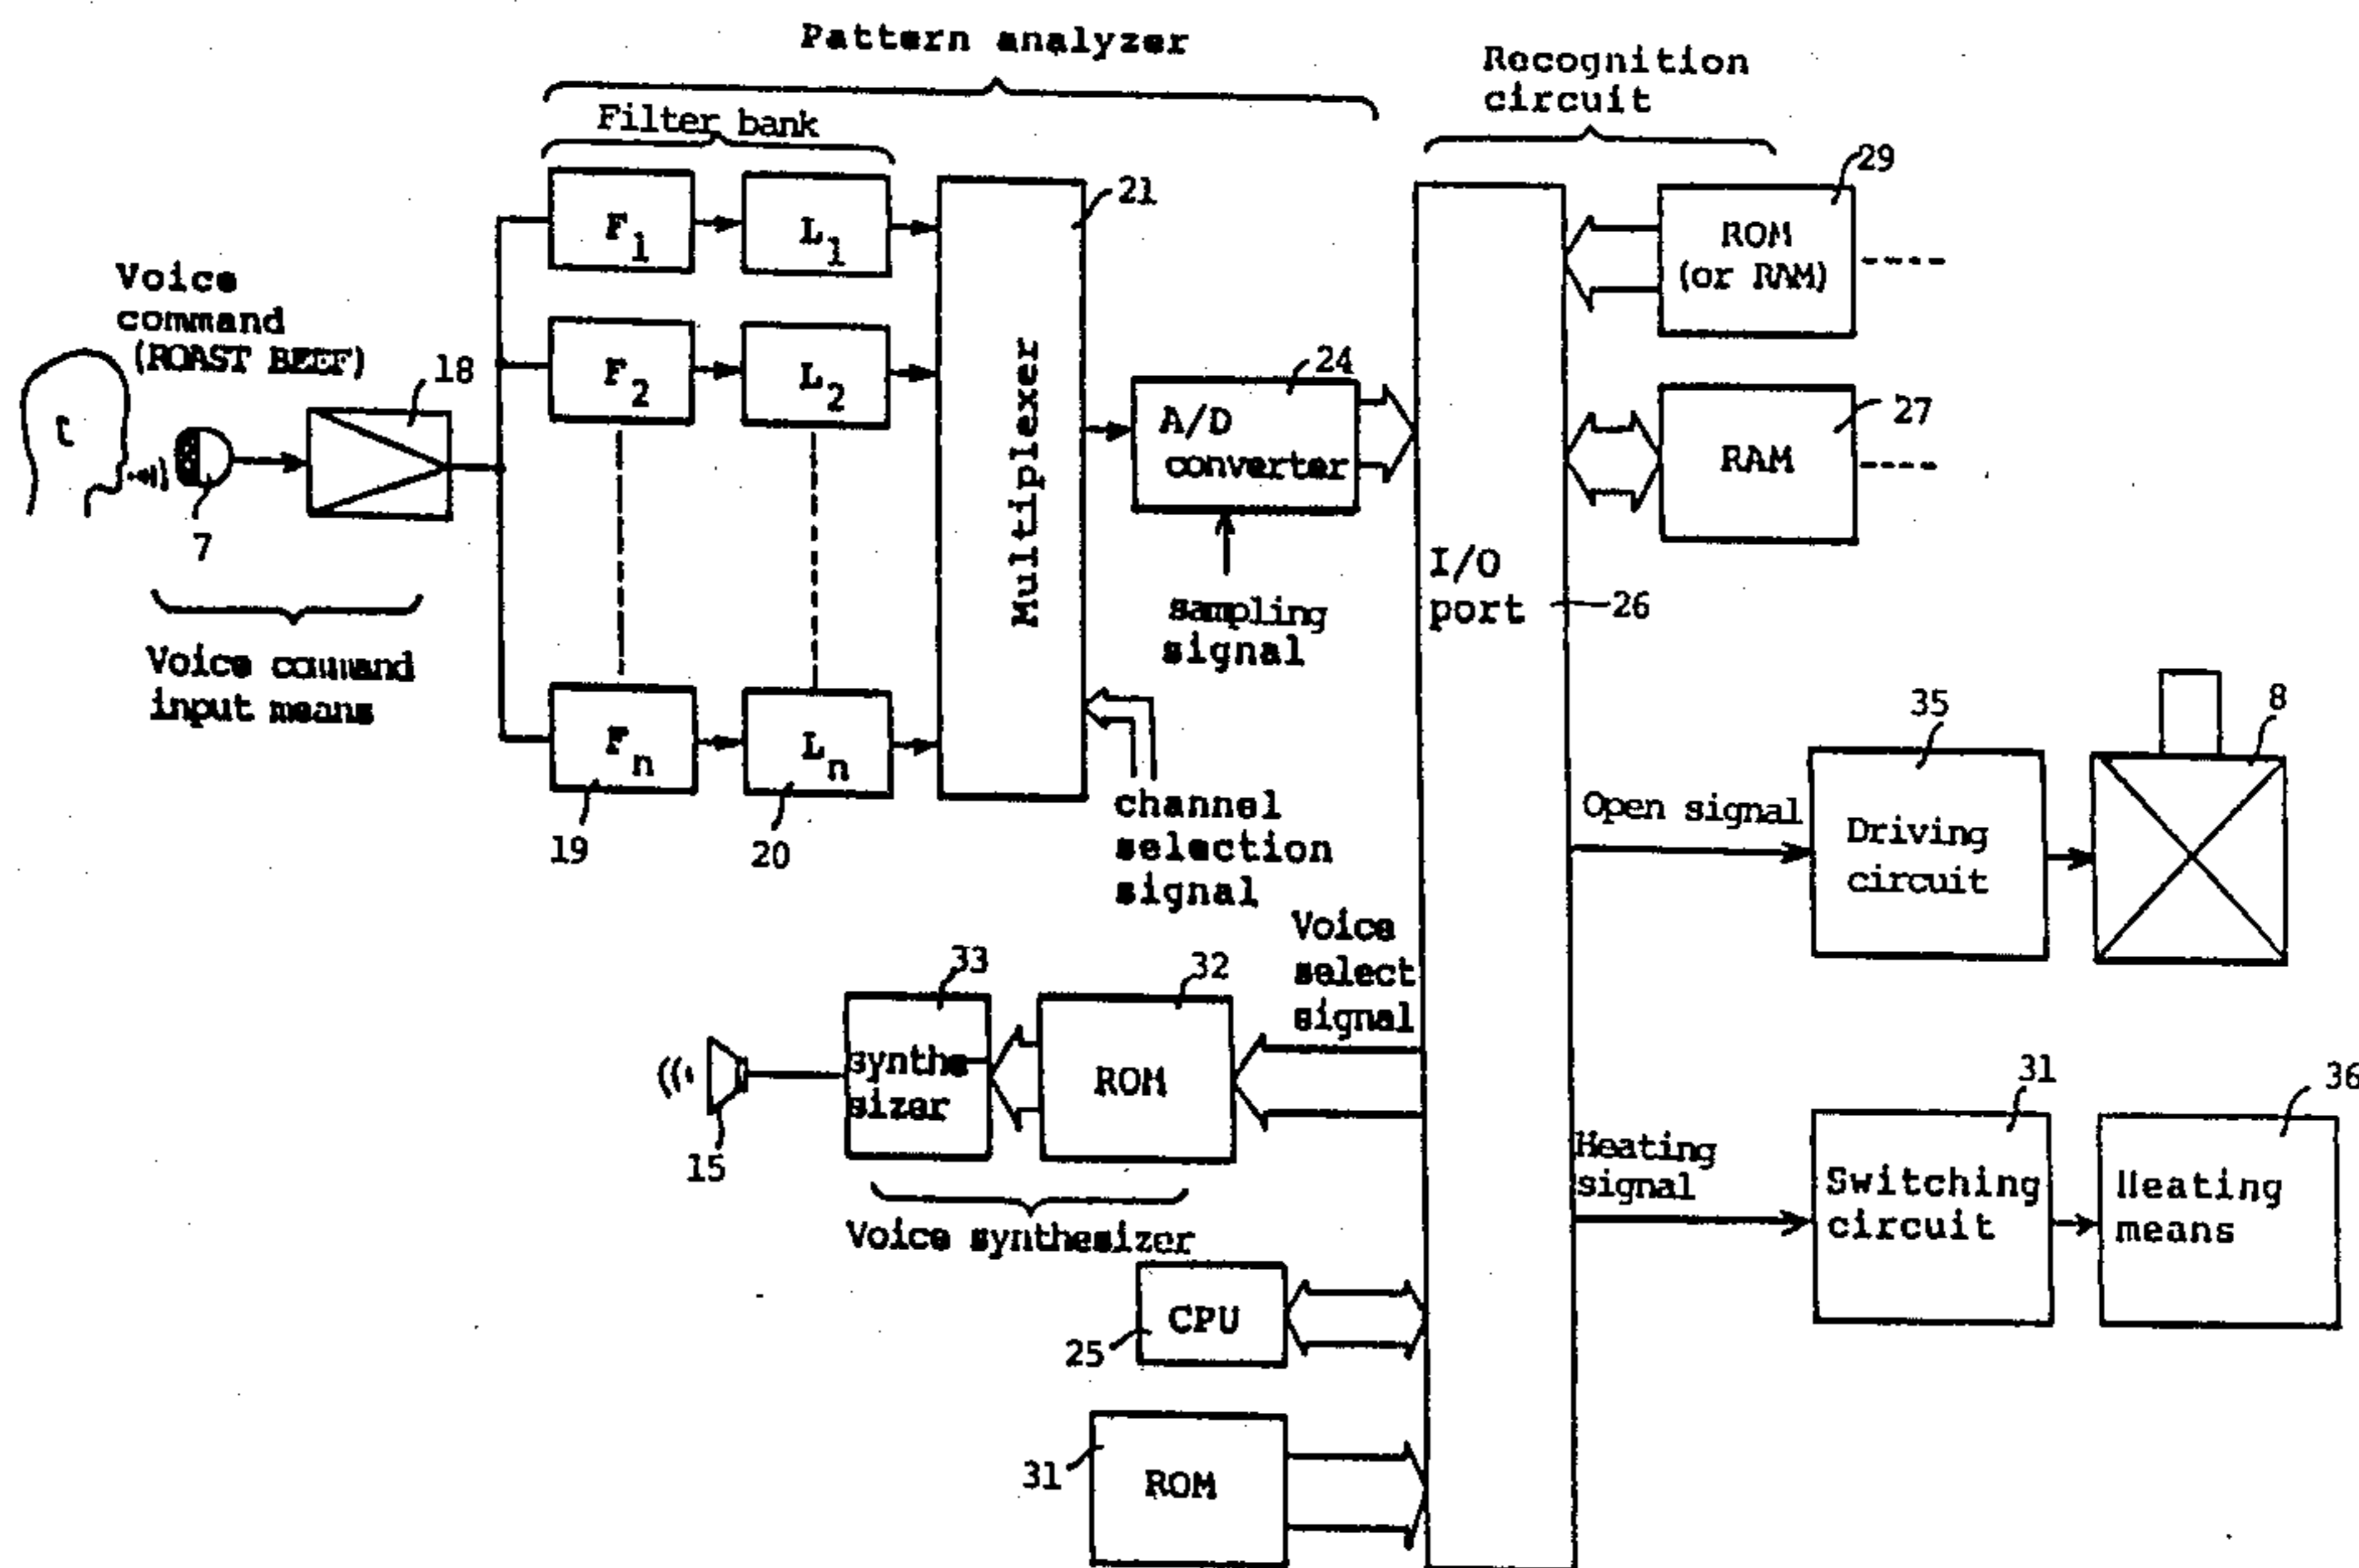 Pattern analyzer
Recognition
circuit
Filter bank
29
21
F1
L1
ROM
(or RAM)
Voice
command
(ROAST BEEF)
18
F2
L2
24
27
t
A/D
converter
RAM
7
Multiplexer
I/O
port
26
sampling
signal
Voice command
input means
Fn
Ln
35
8
19
20
channel
selection
signal
Open signal
Driving
circuit
Voice
select
signal
33
32
synthe-
sizer
ROM
15
31
36
Heating
signal
Switching
circuit
Heating
means
Voice synthesizer
CPU
25
31
ROM